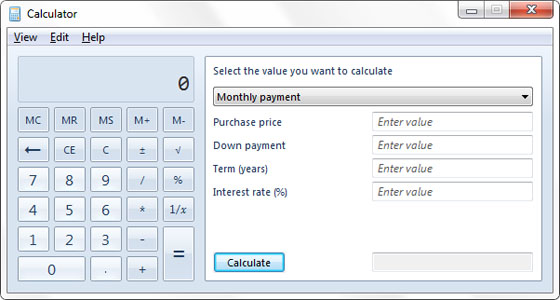 Calculator
View Edit Help
0
MC MR MS M+ M-
← CE C ± √
7 8 9 / %
4 5 6 * 1/x
1 2 3 - =
0 . +
Select the value you want to calculate
Monthly payment
Purchase price Enter value
Down payment Enter value
Term (years) Enter value
Interest rate (%) Enter value
Calculate